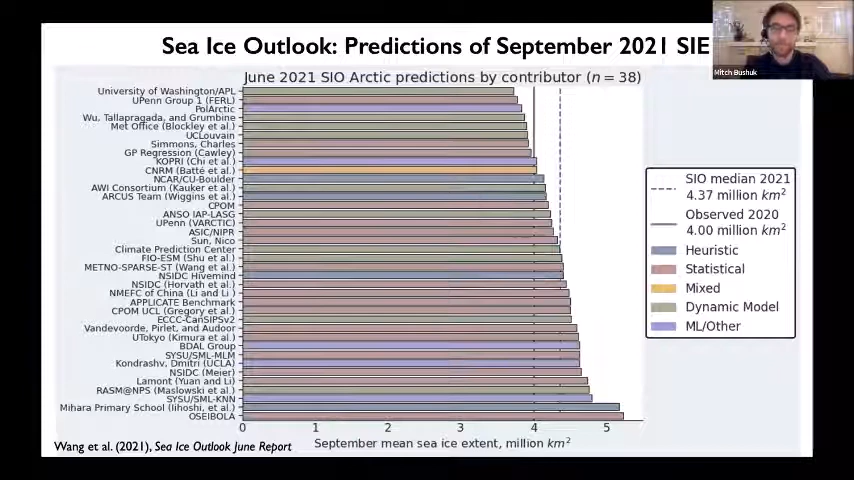 Sea Ice Outlook: Predictions of September 2021 SIE
Mitch Bushuk
June 2021 SIO Arctic predictions by contributor (n = 38)
University of Washington/APL
UPenn Group 1 (FERL)
PolArctic
Wu, Tallapragada, and Grumbine
Met Office (Blockley et al.)
UCLouvain
Simmons, Charles
GP Regression (Cawley)
KOPRI (Chi et al.)
CNRM (Batté et al.)
NCAR/CU-Boulder
AWI Consortium (Kauker et al.)
ARCUS Team (Wiggins et al.)
CPOM
ANSO IAP-LASG
UPenn (VARCTIC)
ASIC/NIPR
Sun, Nico
Climate Prediction Center
FIO-ESM (Shu et al.)
METNO-SPARSE-ST (Wang et al.)
NSIDC Hivemind
NSIDC (Horvath et al.)
NMEFC of China (Li and Li )
APPLICATE Benchmark
CPOM UCL (Gregory et al.)
ECCC-CanSIPSv2
Vandevoorde, Pirlet, and Audoor
UTokyo (Kimura et al.)
BDAL Group
SYSU/SML-MLM
Kondrashv, Dmitri (UCLA)
NSIDC (Meier)
Lamont (Yuan and Li)
RASM@NPS (Maslowski et al.)
SYSU/SML-KNN
Mihara Primary School (Iihoshi, et al.)
OSEIBOLA
0 1 2 3 4 5
September mean sea ice extent, million km²
SIO median 2021
4.37 million km²
Observed 2020
4.00 million km²
Heuristic
Statistical
Mixed
Dynamic Model
ML/Other
Wang et al. (2021), Sea Ice Outlook June Report